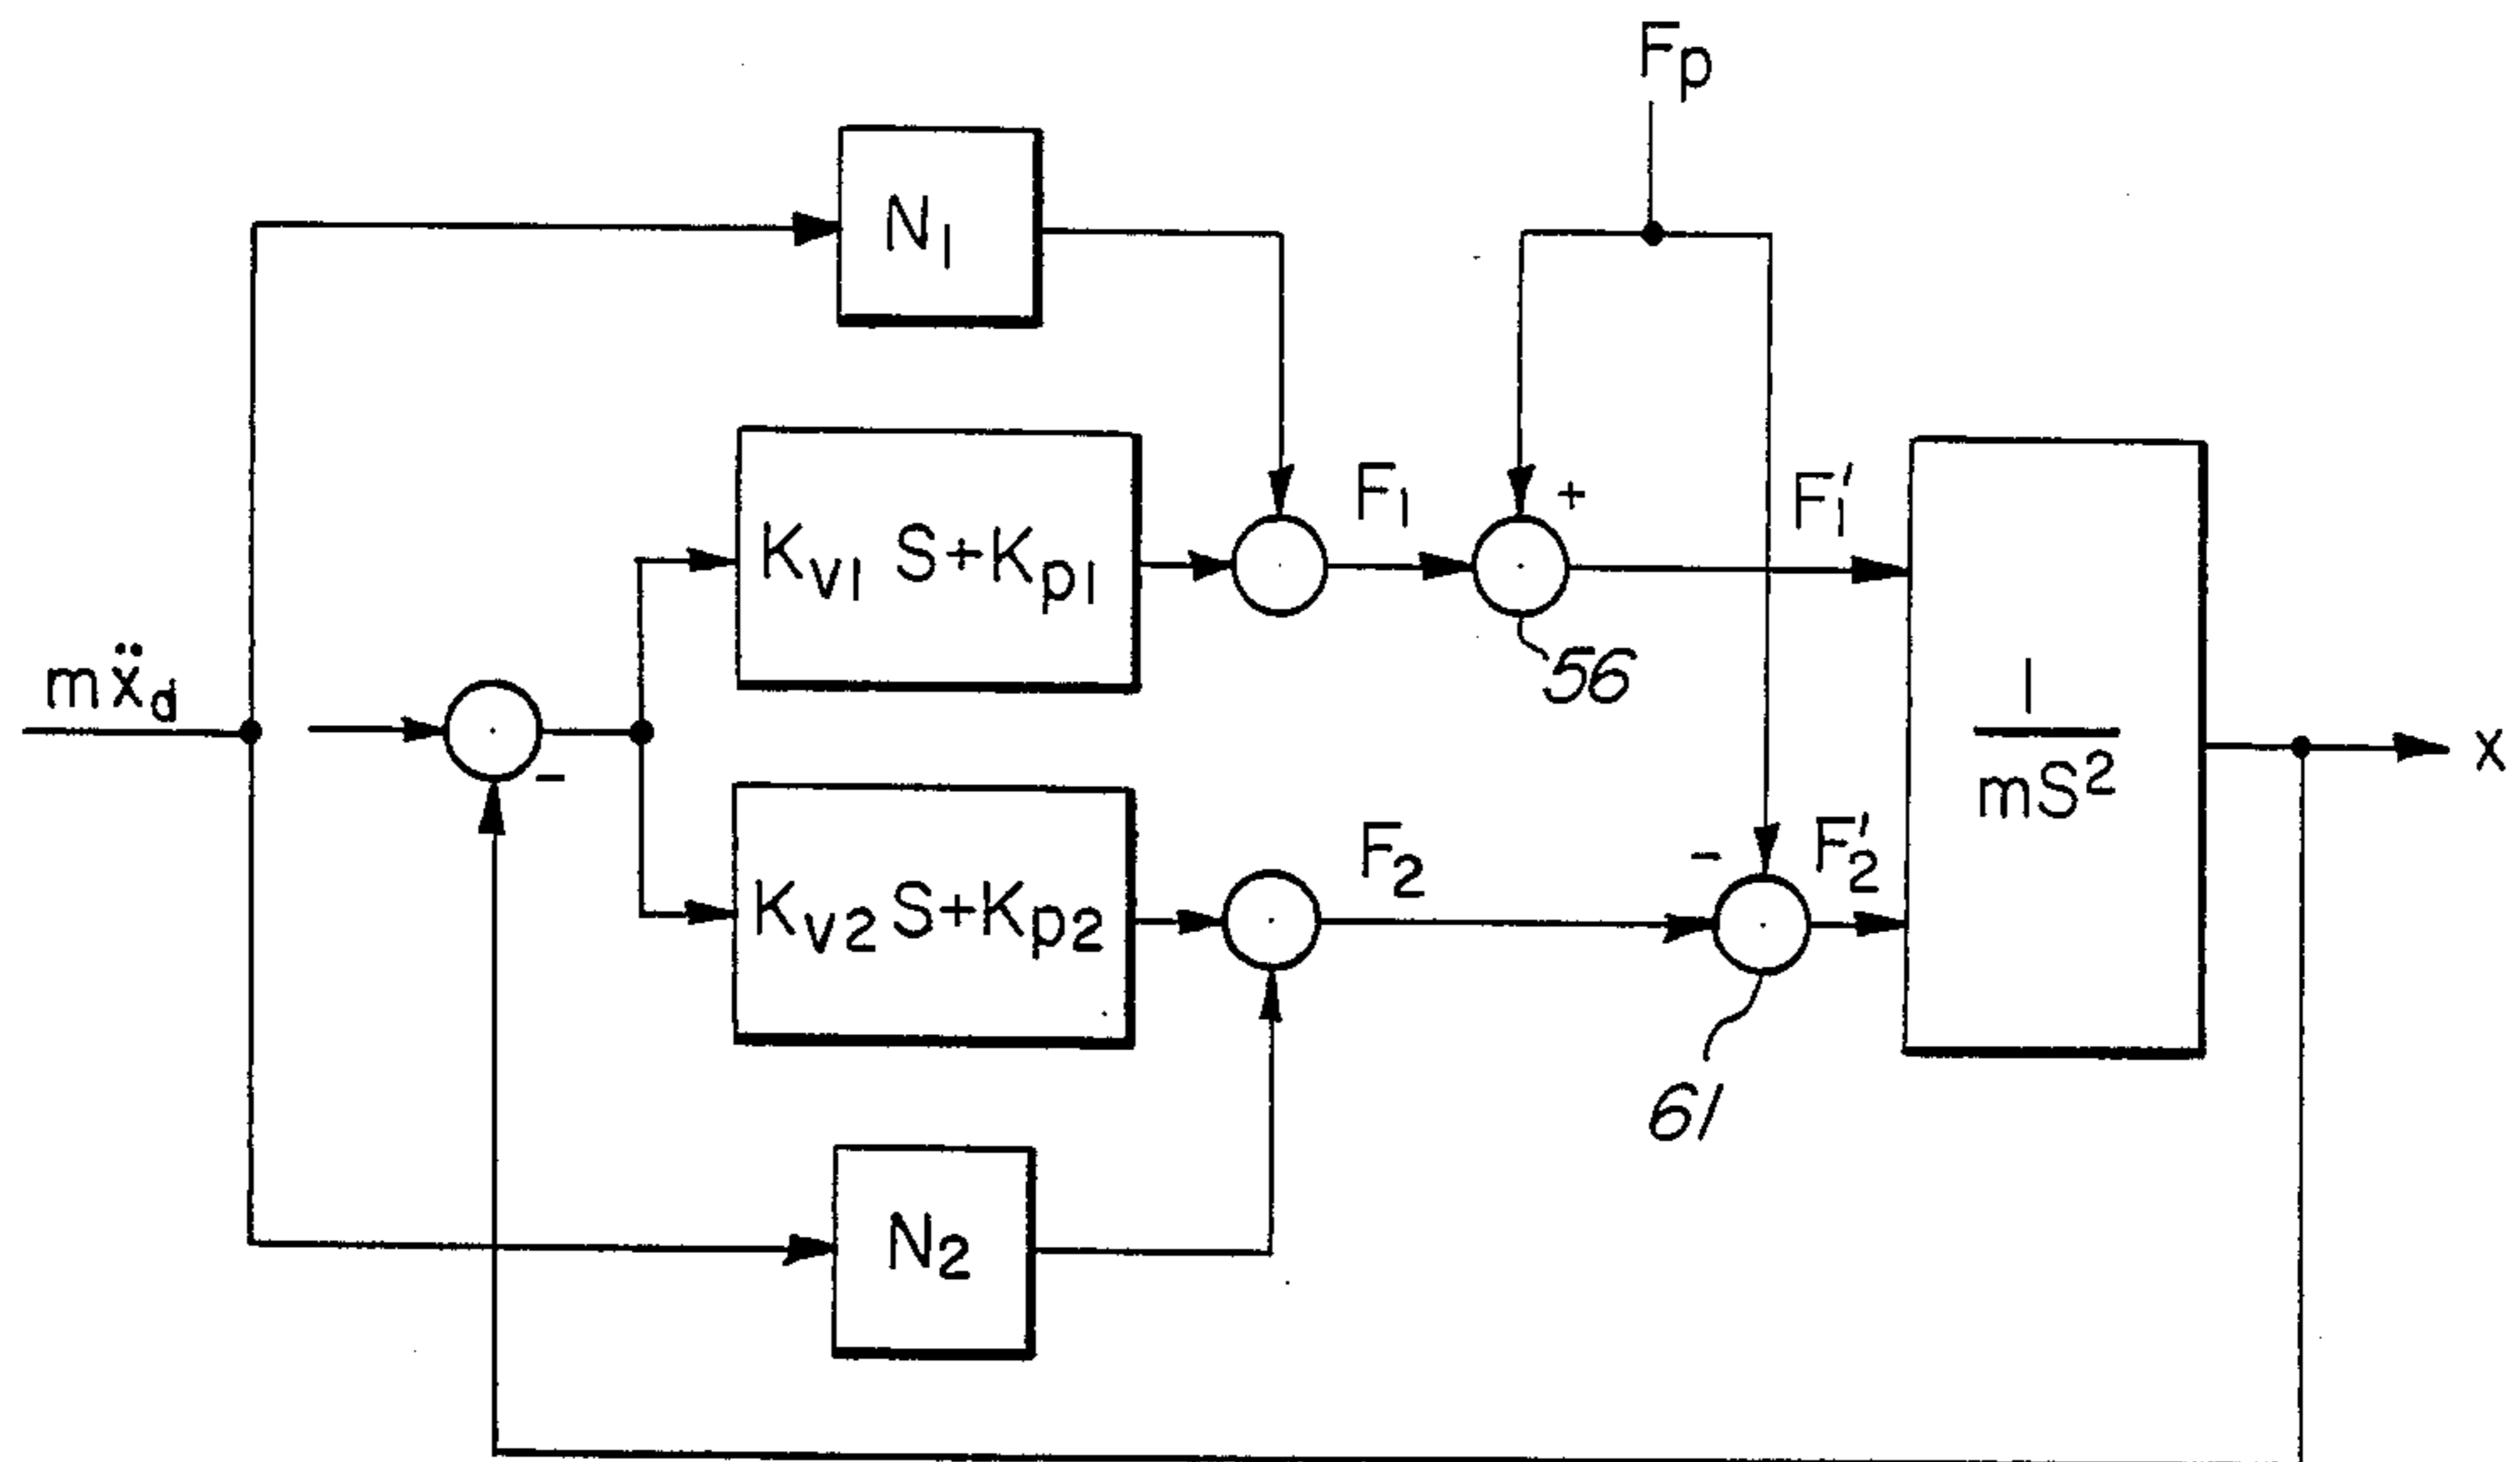 Fp
N1
Kv1 S+Kp1
F1
+
F1'
56
mẍd
-
1
mS2
x
Kv2 S+Kp2
F2
-
F2'
61
N2